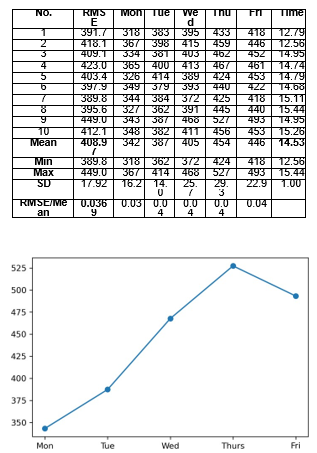 No. RMSE Mon Tue Wed Thu Fri Time
1 391.7 318 383 395 433 418 12.79
2 418.1 367 398 415 459 446 12.56
3 409.1 334 381 403 462 452 14.95
4 423.0 365 400 413 467 461 14.74
5 403.4 326 414 389 424 453 14.79
6 397.9 349 379 393 440 422 14.68
7 389.8 344 384 372 425 418 15.11
8 395.6 327 362 391 445 440 15.44
9 449.0 343 387 468 527 493 14.95
10 412.1 348 382 411 456 453 15.26
Mean 408.97 342 387 405 454 446 14.53
Min 389.8 318 362 372 424 418 12.56
Max 449.0 367 414 468 527 493 15.44
SD 17.92 16.2 14.0 25.7 29.3 22.9 1.00
RMSE/Mean 0.0369 0.03 0.04 0.04 0.04 0.04
525
500
475
450
425
400
375
350
Mon Tue Wed Thurs Fri